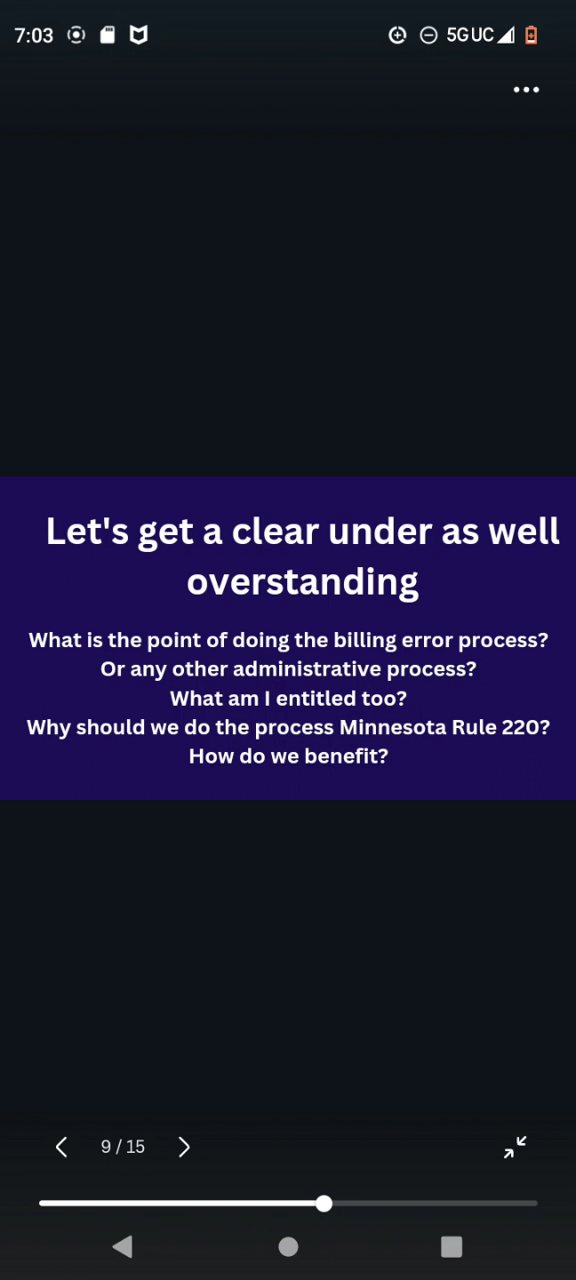 7:03 5G UC
Let's get a clear under as well
overstanding
What is the point of doing the billing error process?
Or any other administrative process?
What am I entitled too?
Why should we do the process Minnesota Rule 220?
How do we benefit?
9 / 15